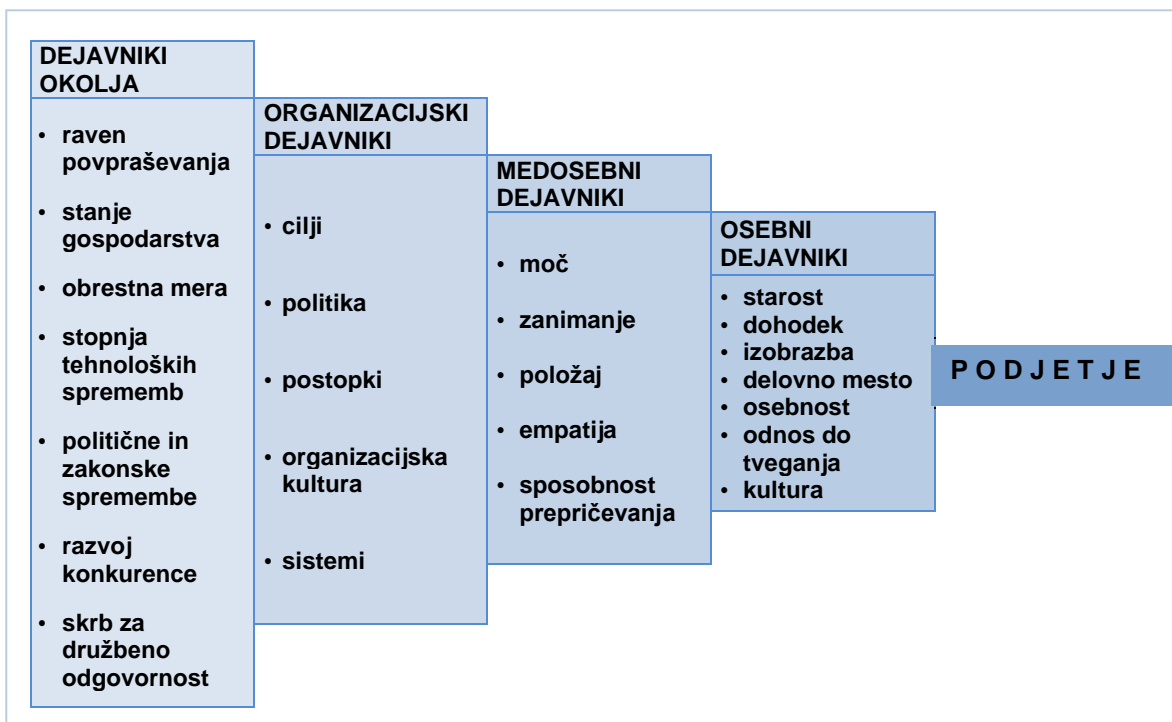 DEJAVNIKI
OKOLJA
• raven
povpraševanja
• stanje
gospodarstva
• obrestna mera
• stopnja
tehnoloških
sprememb
• politične in
zakonske
spremembe
• razvoj
konkurence
• skrb za
družbeno
odgovornost
ORGANIZACIJSKI
DEJAVNIKI
• cilji
• politika
• postopki
• organizacijska
kultura
• sistemi
MEDOSEBNI
DEJAVNIKI
• moč
• zanimanje
• položaj
• empatija
• sposobnost
prepričevanja
OSEBNI
DEJAVNIKI
• starost
• dohodek
• izobrazba
• delovno mesto
• osebnost
• odnos do
tveganja
• kultura
P O D J E T J E